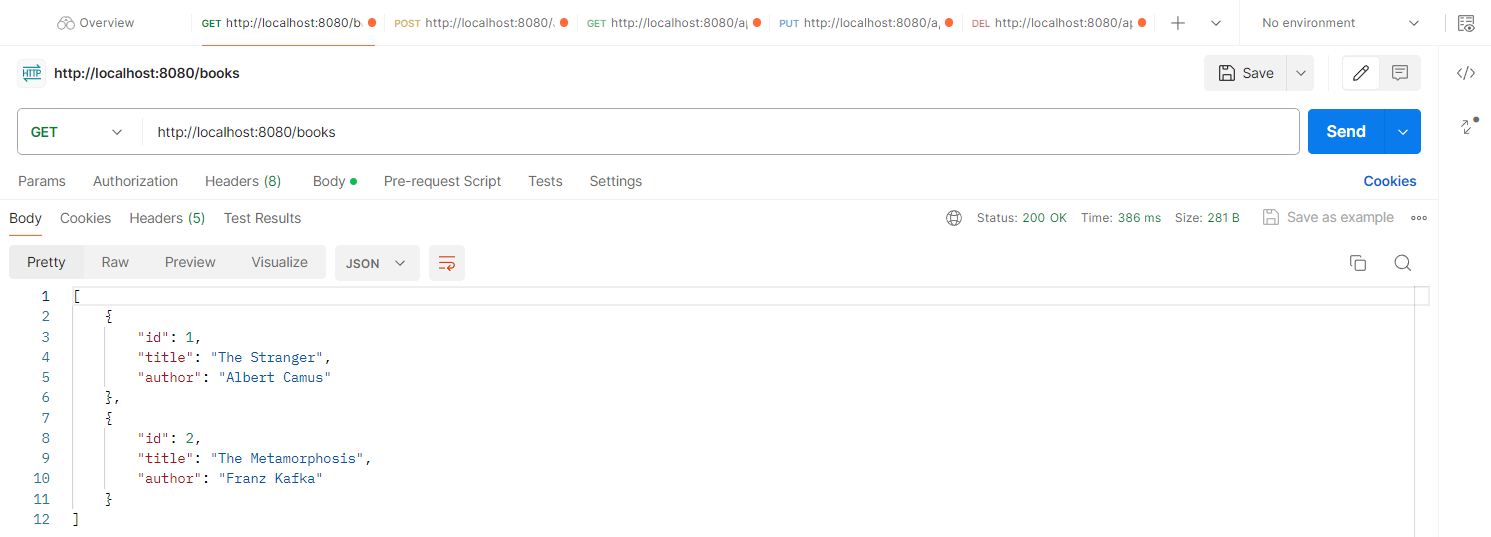 Overview
GET http://localhost:8080/b
POST http://localhost:8080/
GET http://localhost:8080/ap
PUT http://localhost:8080/a
DEL http://localhost:8080/ap
No environment
HTTP
http://localhost:8080/books
Save
GET
http://localhost:8080/books
Send
Params Authorization Headers (8) Body Pre-request Script Tests Settings Cookies
Body Cookies Headers (5) Test Results Status: 200 OK Time: 386 ms Size: 281 B Save as example
Pretty Raw Preview Visualize JSON
1 [
2 {
3 "id": 1,
4 "title": "The Stranger",
5 "author": "Albert Camus"
6 },
7 {
8 "id": 2,
9 "title": "The Metamorphosis",
10 "author": "Franz Kafka"
11 }
12 ]